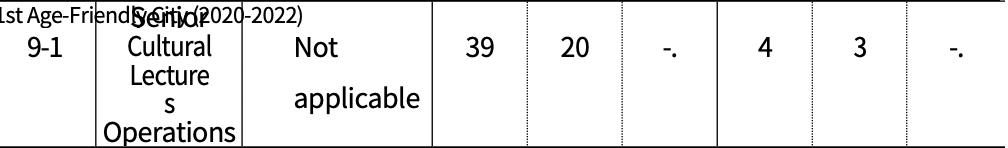 1st Age-Friendly City (2020-2022)
Senior
9-1 Cultural Not 39 20 -. 4 3 -.
Lecture
s applicable
Operations